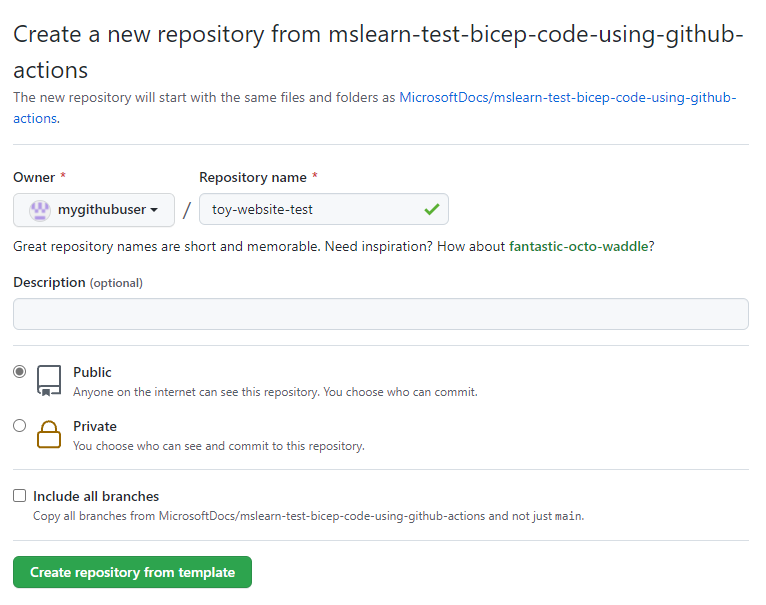 Create a new repository from mslearn-test-bicep-code-using-github-
actions
The new repository will start with the same files and folders as MicrosoftDocs/mslearn-test-bicep-code-using-github-
actions.
Owner * Repository name *
mygithubuser / toy-website-test
Great repository names are short and memorable. Need inspiration? How about fantastic-octo-waddle?
Description (optional)
Public
Anyone on the internet can see this repository. You choose who can commit.
Private
You choose who can see and commit to this repository.
Include all branches
Copy all branches from MicrosoftDocs/mslearn-test-bicep-code-using-github-actions and not just main.
Create repository from template